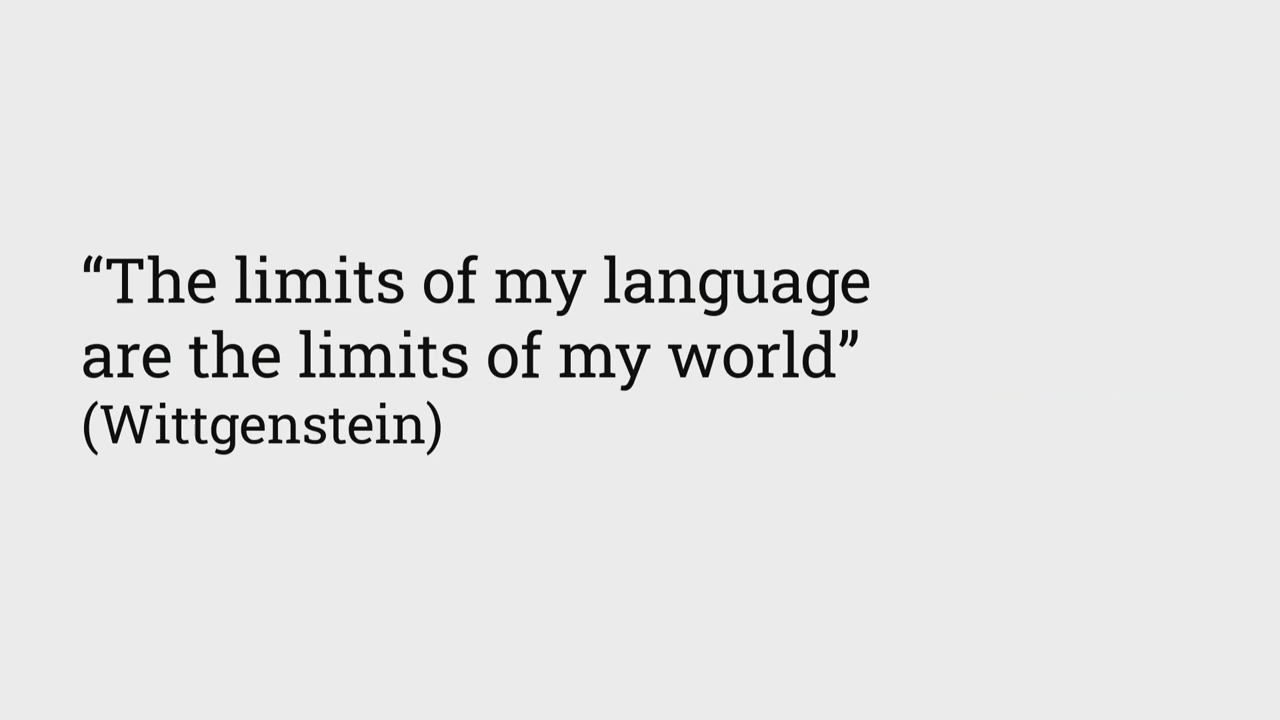 “The limits of my language
are the limits of my world”
(Wittgenstein)